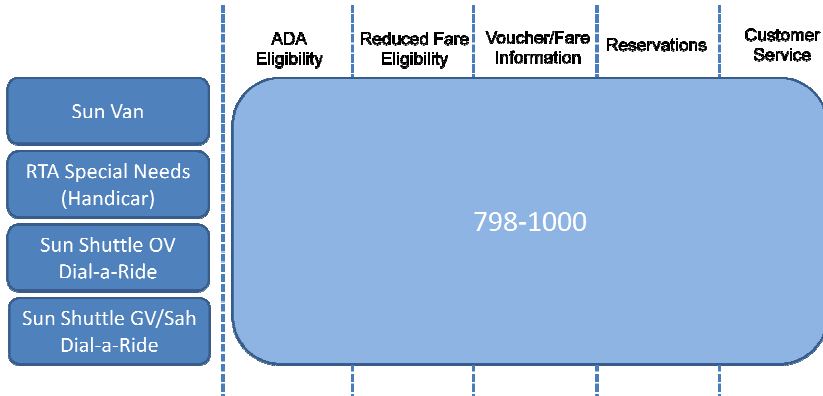 ADA
Eligibility
Reduced Fare
Eligibility
Voucher/Fare
Information
Reservations
Customer
Service
Sun Van
RTA Special Needs
(Handicar)
Sun Shuttle OV
Dial-a-Ride
Sun Shuttle GV/Sah
Dial-a-Ride
798-1000